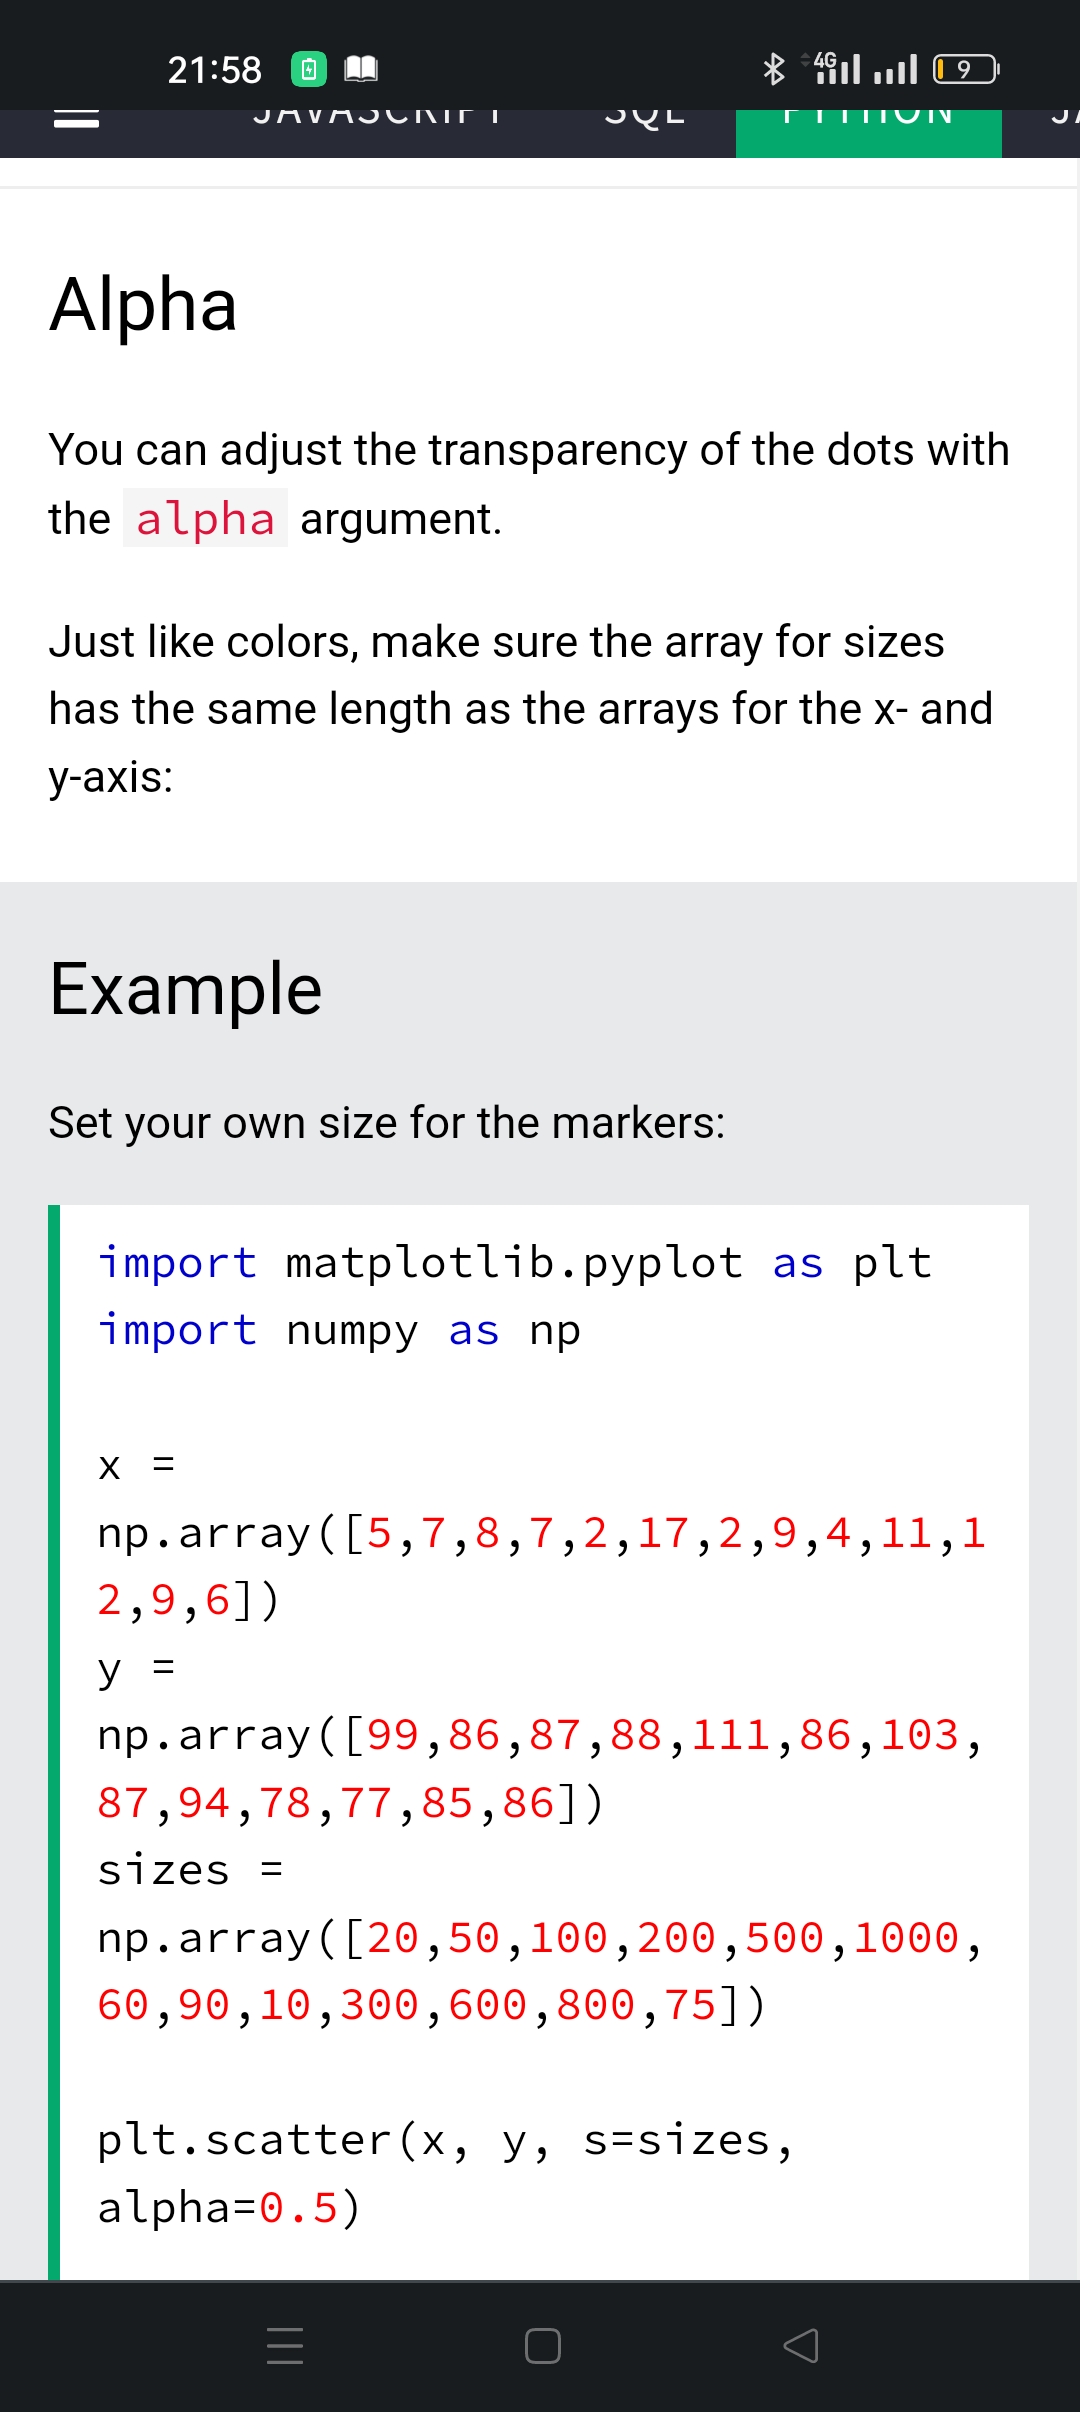 21:58
4G
9
JAVASCRIPT SQL PYTHON
Alpha
You can adjust the transparency of the dots with
the alpha argument.
Just like colors, make sure the array for sizes
has the same length as the arrays for the x- and
y-axis:
Example
Set your own size for the markers:
import matplotlib.pyplot as plt
import numpy as np
x =
np.array([5,7,8,7,2,17,2,9,4,11,1
2,9,6])
y =
np.array([99,86,87,88,111,86,103,
87,94,78,77,85,86])
sizes =
np.array([20,50,100,200,500,1000,
60,90,10,300,600,800,75])
plt.scatter(x, y, s=sizes,
alpha=0.5)